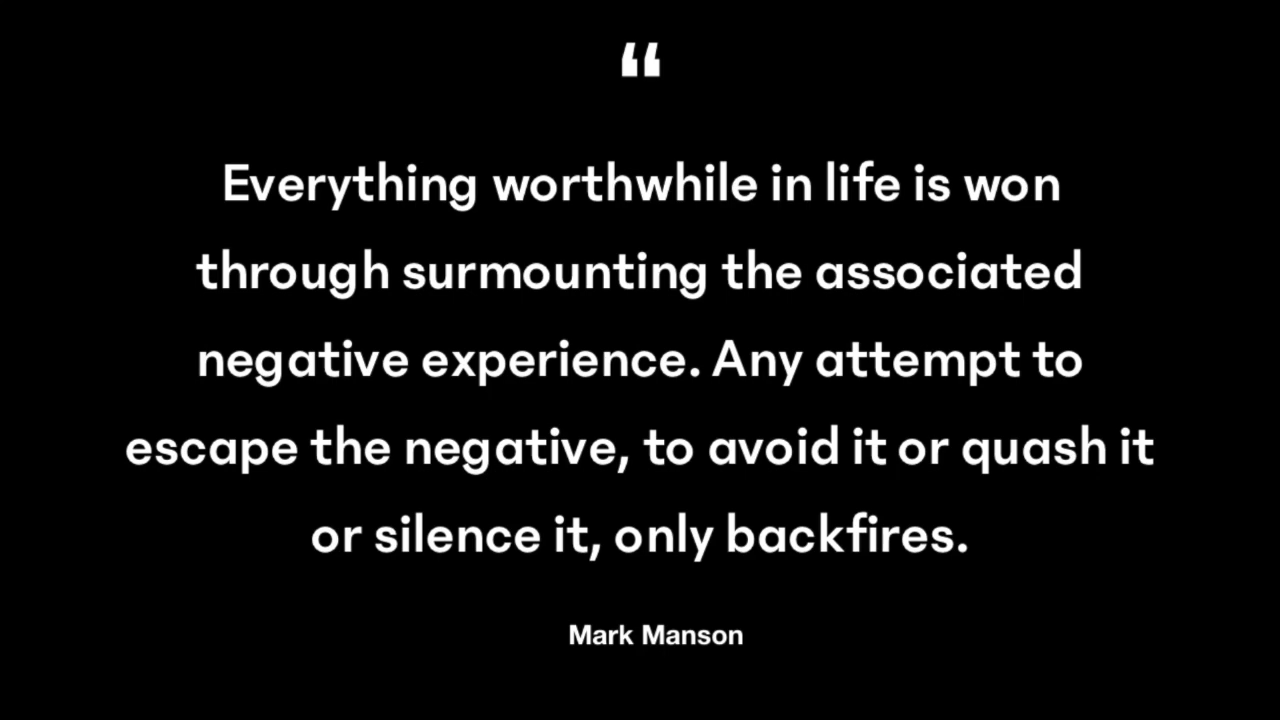 “
Everything worthwhile in life is won
through surmounting the associated
negative experience. Any attempt to
escape the negative, to avoid it or quash it
or silence it, only backfires.
Mark Manson